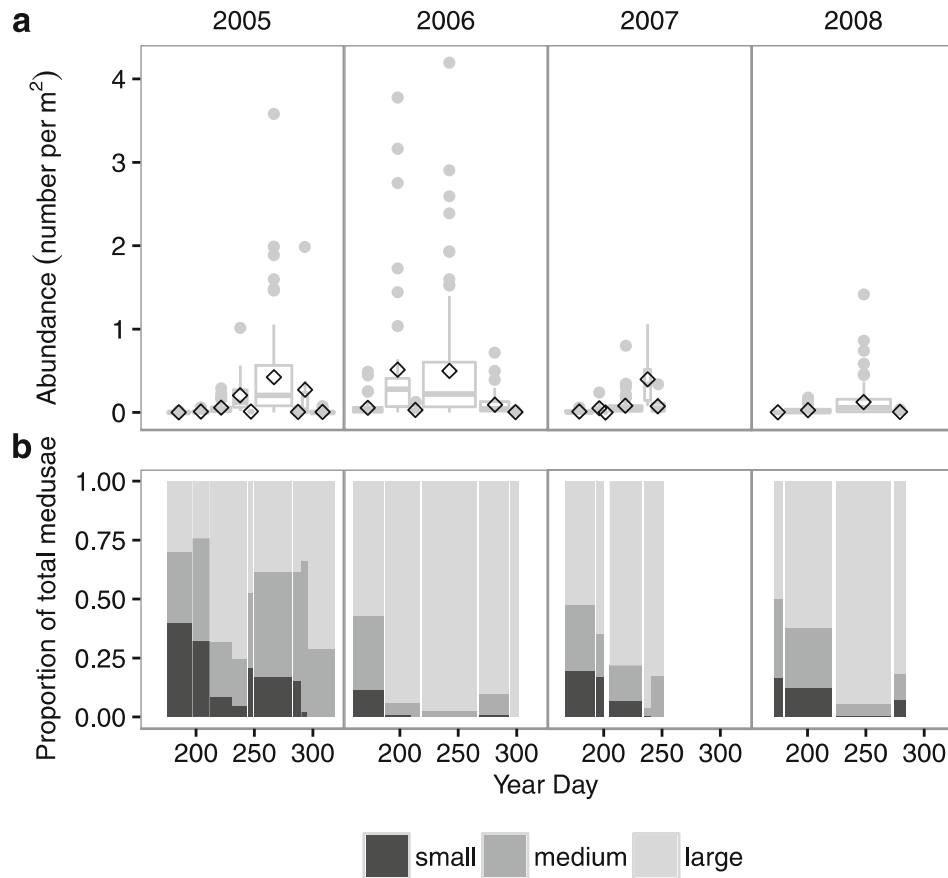 a
2005 2006 2007 2008
Abundance (number per m²)
4
3
2
1
0
b
Proportion of total medusae
1.00
0.75
0.50
0.25
0.00
200 250 300 200 250 300 200 250 300 200 250 300
Year Day
small medium large